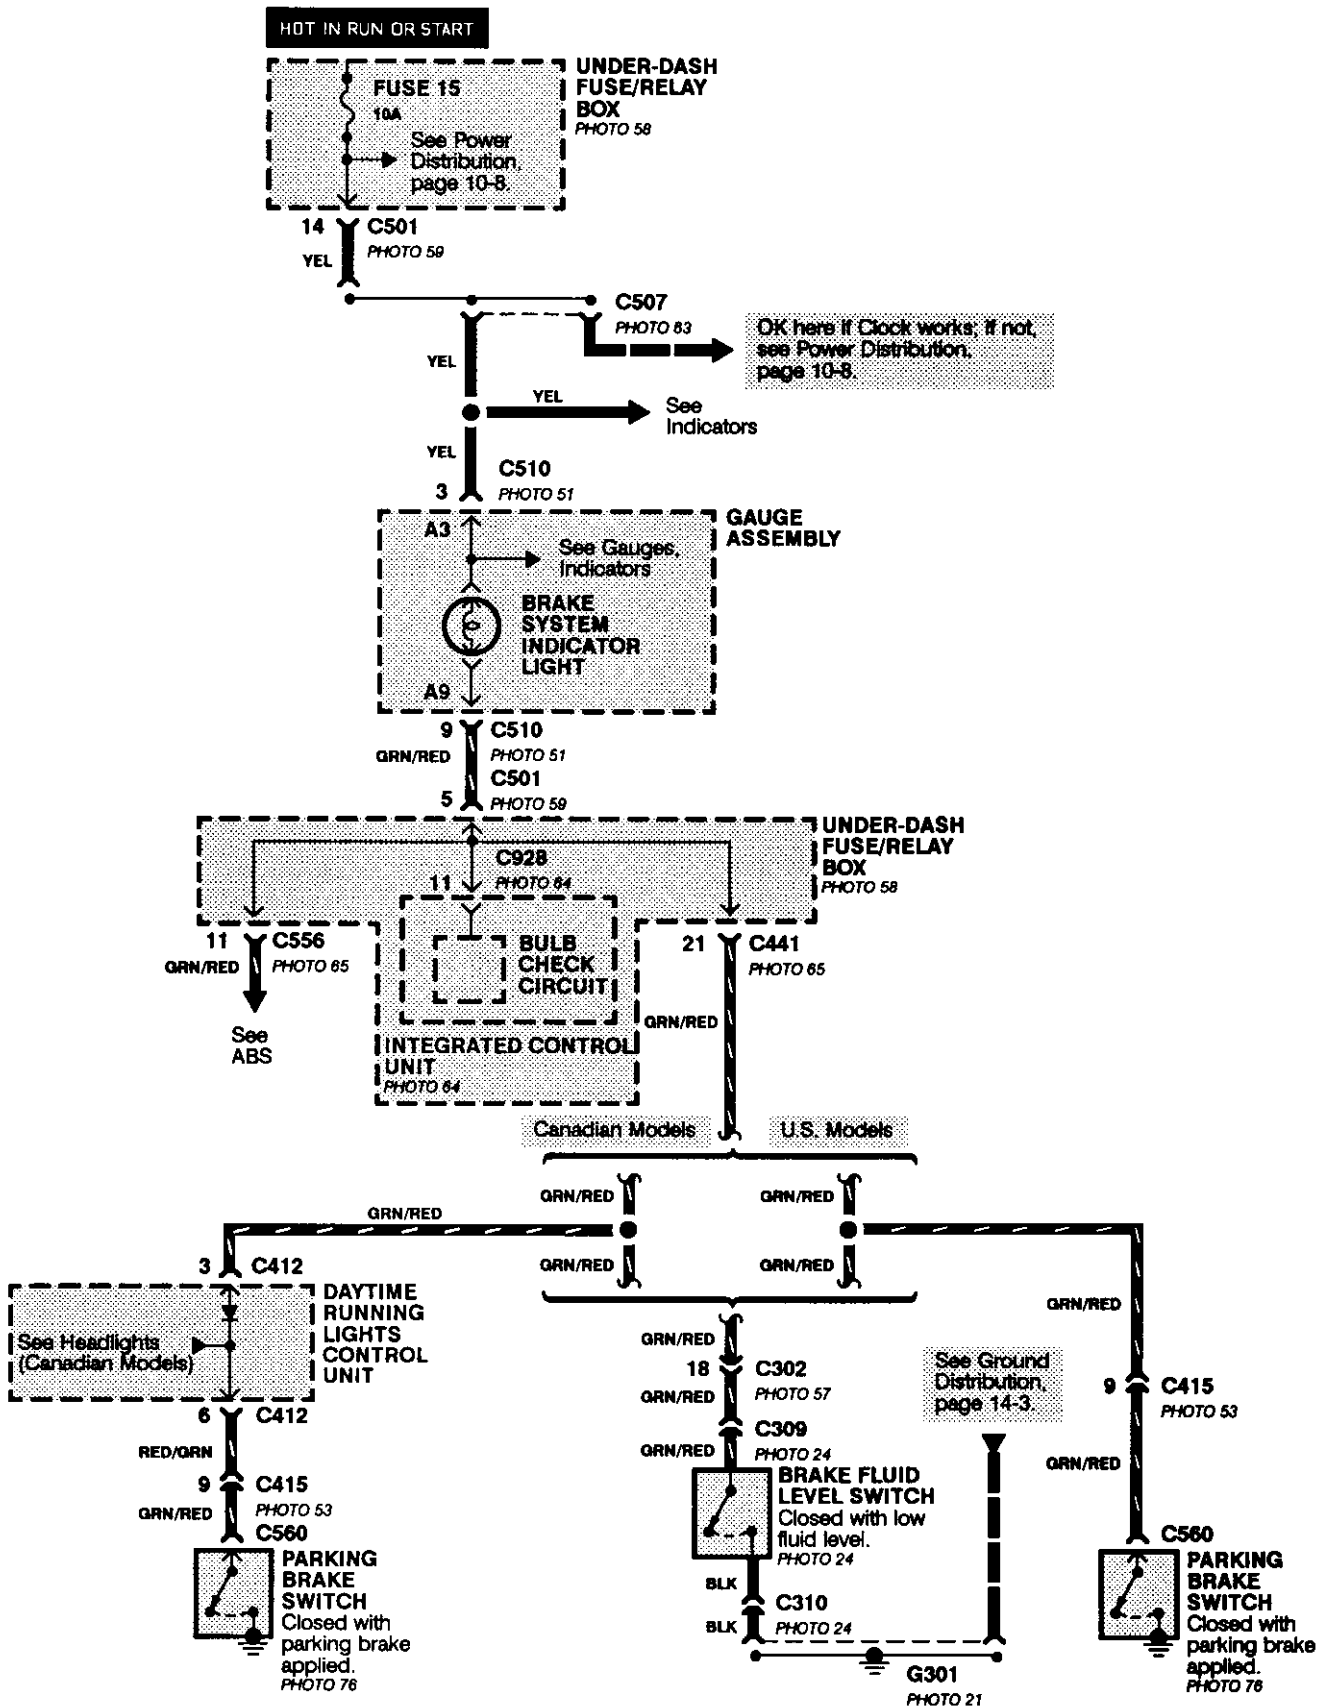 HOT IN RUN OR START
UNDER-DASH
FUSE/RELAY
BOX
PHOTO 58
FUSE 15
10A
See Power
Distribution,
page 10-8.
14
C501
PHOTO 59
YEL
C507
PHOTO 63
OK here if Clock works; if not,
see Power Distribution,
page 10-8.
YEL
YEL
See
Indicators
YEL
C510
3
PHOTO 51
GAUGE
ASSEMBLY
A3
See Gauges,
Indicators
BRAKE
SYSTEM
INDICATOR
LIGHT
A9
9
C510
GRN/RED
PHOTO 51
C501
5
PHOTO 59
UNDER-DASH
FUSE/RELAY
BOX
PHOTO 58
C928
11
PHOTO 64
11
C556
GRN/RED
PHOTO 65
See
ABS
BULB
CHECK
CIRCUIT
21
C441
PHOTO 65
GRN/RED
INTEGRATED CONTROL
UNIT
PHOTO 64
Canadian Models
U.S. Models
GRN/RED
GRN/RED
GRN/RED
GRN/RED
GRN/RED
3
C412
DAYTIME
RUNNING
LIGHTS
CONTROL
UNIT
See Headlights
(Canadian Models)
6
C412
RED/GRN
9
C415
PHOTO 53
GRN/RED
C560
PARKING
BRAKE
SWITCH
Closed with
parking brake
applied.
PHOTO 76
GRN/RED
18
C302
PHOTO 57
GRN/RED
C309
PHOTO 24
GRN/RED
BRAKE FLUID
LEVEL SWITCH
Closed with low
fluid level.
PHOTO 24
BLK
C310
PHOTO 24
BLK
G301
PHOTO 21
See Ground
Distribution,
page 14-3.
GRN/RED
9
C415
PHOTO 53
GRN/RED
C560
PARKING
BRAKE
SWITCH
Closed with
parking brake
applied.
PHOTO 76